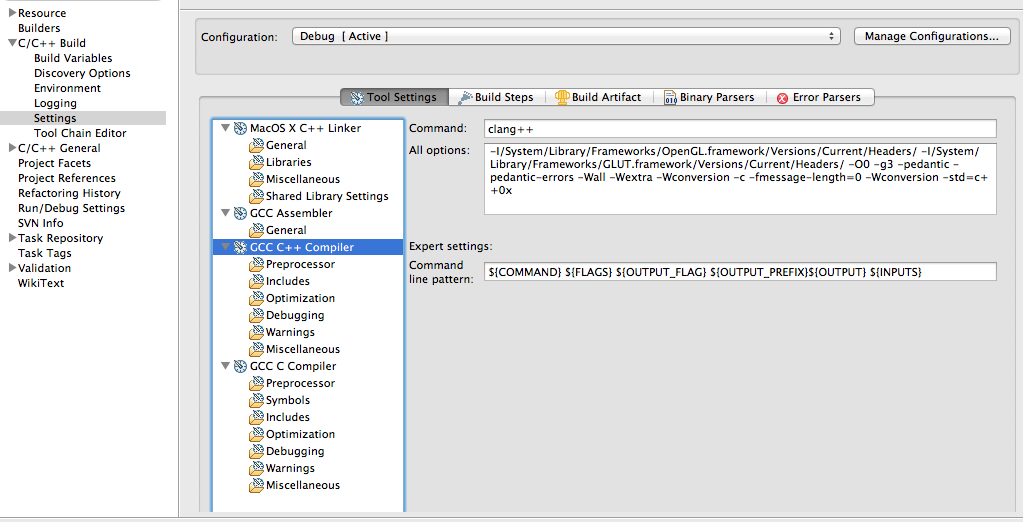 Resource
Builders
C/C++ Build
Build Variables
Discovery Options
Environment
Logging
Settings
Tool Chain Editor
C/C++ General
Project Facets
Project References
Refactoring History
Run/Debug Settings
SVN Info
Task Repository
Task Tags
Validation
WikiText
Configuration: Debug [ Active ] Manage Configurations...
Tool Settings Build Steps Build Artifact Binary Parsers Error Parsers
MacOS X C++ Linker
General
Libraries
Miscellaneous
Shared Library Settings
GCC Assembler
General
GCC C++ Compiler
Preprocessor
Includes
Optimization
Debugging
Warnings
Miscellaneous
GCC C Compiler
Preprocessor
Symbols
Includes
Optimization
Debugging
Warnings
Miscellaneous
Command: clang++
All options: -I/System/Library/Frameworks/OpenGL.framework/Versions/Current/Headers/ -I/System/
Library/Frameworks/GLUT.framework/Versions/Current/Headers/ -O0 -g3 -pedantic -
pedantic-errors -Wall -Wextra -Wconversion -c -fmessage-length=0 -Wconversion -std=c+
+0x
Expert settings:
Command
line pattern: ${COMMAND} ${FLAGS} ${OUTPUT_FLAG} ${OUTPUT_PREFIX}${OUTPUT} ${INPUTS}